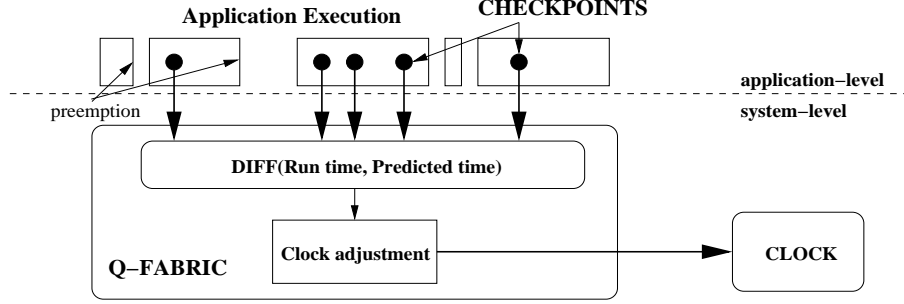 CHECKPOINTS
Application Execution
application−level
preemption
system−level
DIFF(Run time, Predicted time)
Clock adjustment
CLOCK
Q−FABRIC